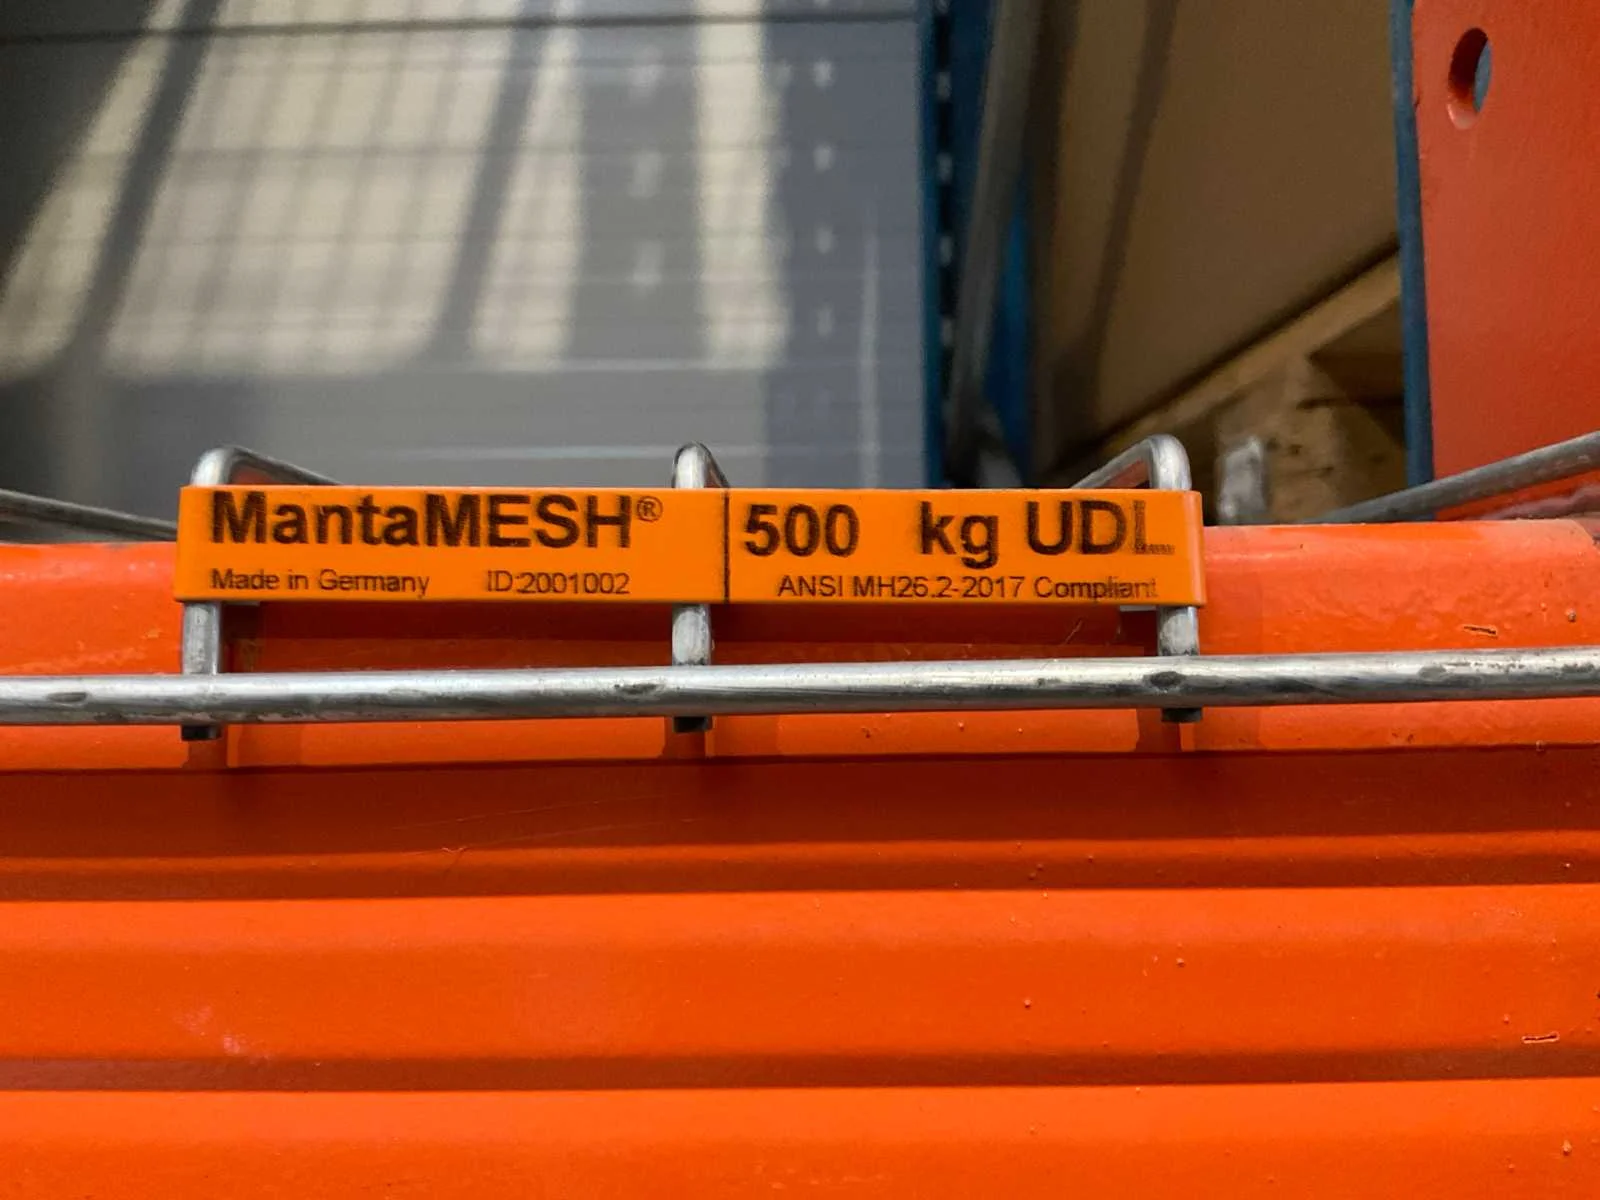 MantaMESH® 500 kg UDL
Made in Germany ID:2001002 ANSI MH26.2-2017 Compliant